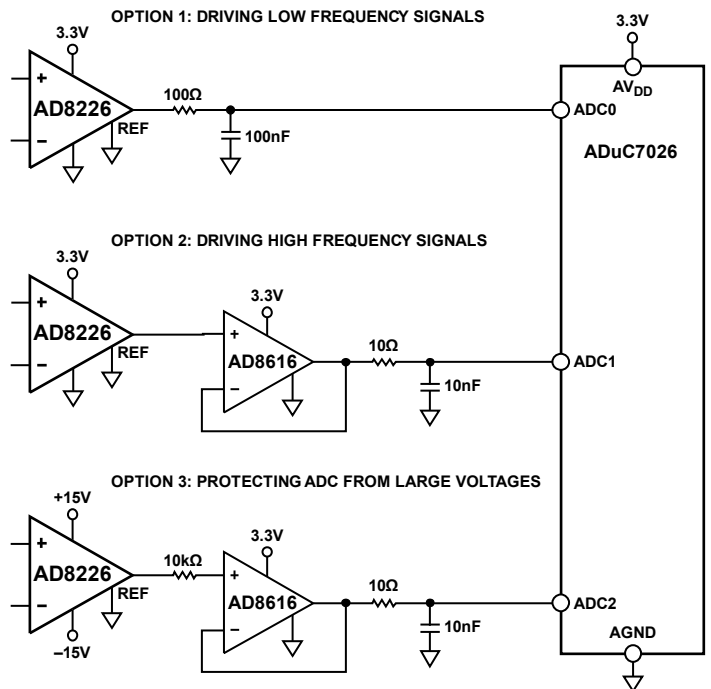 OPTION 1: DRIVING LOW FREQUENCY SIGNALS
3.3V
+
AD8226
−
REF
100Ω
100nF
3.3V
AVDD
ADC0
ADuC7026
OPTION 2: DRIVING HIGH FREQUENCY SIGNALS
3.3V
+
AD8226
−
REF
3.3V
+
AD8616
−
10Ω
10nF
ADC1
OPTION 3: PROTECTING ADC FROM LARGE VOLTAGES
+15V
+
AD8226
−
REF
−15V
10kΩ
3.3V
+
AD8616
−
10Ω
10nF
ADC2
AGND